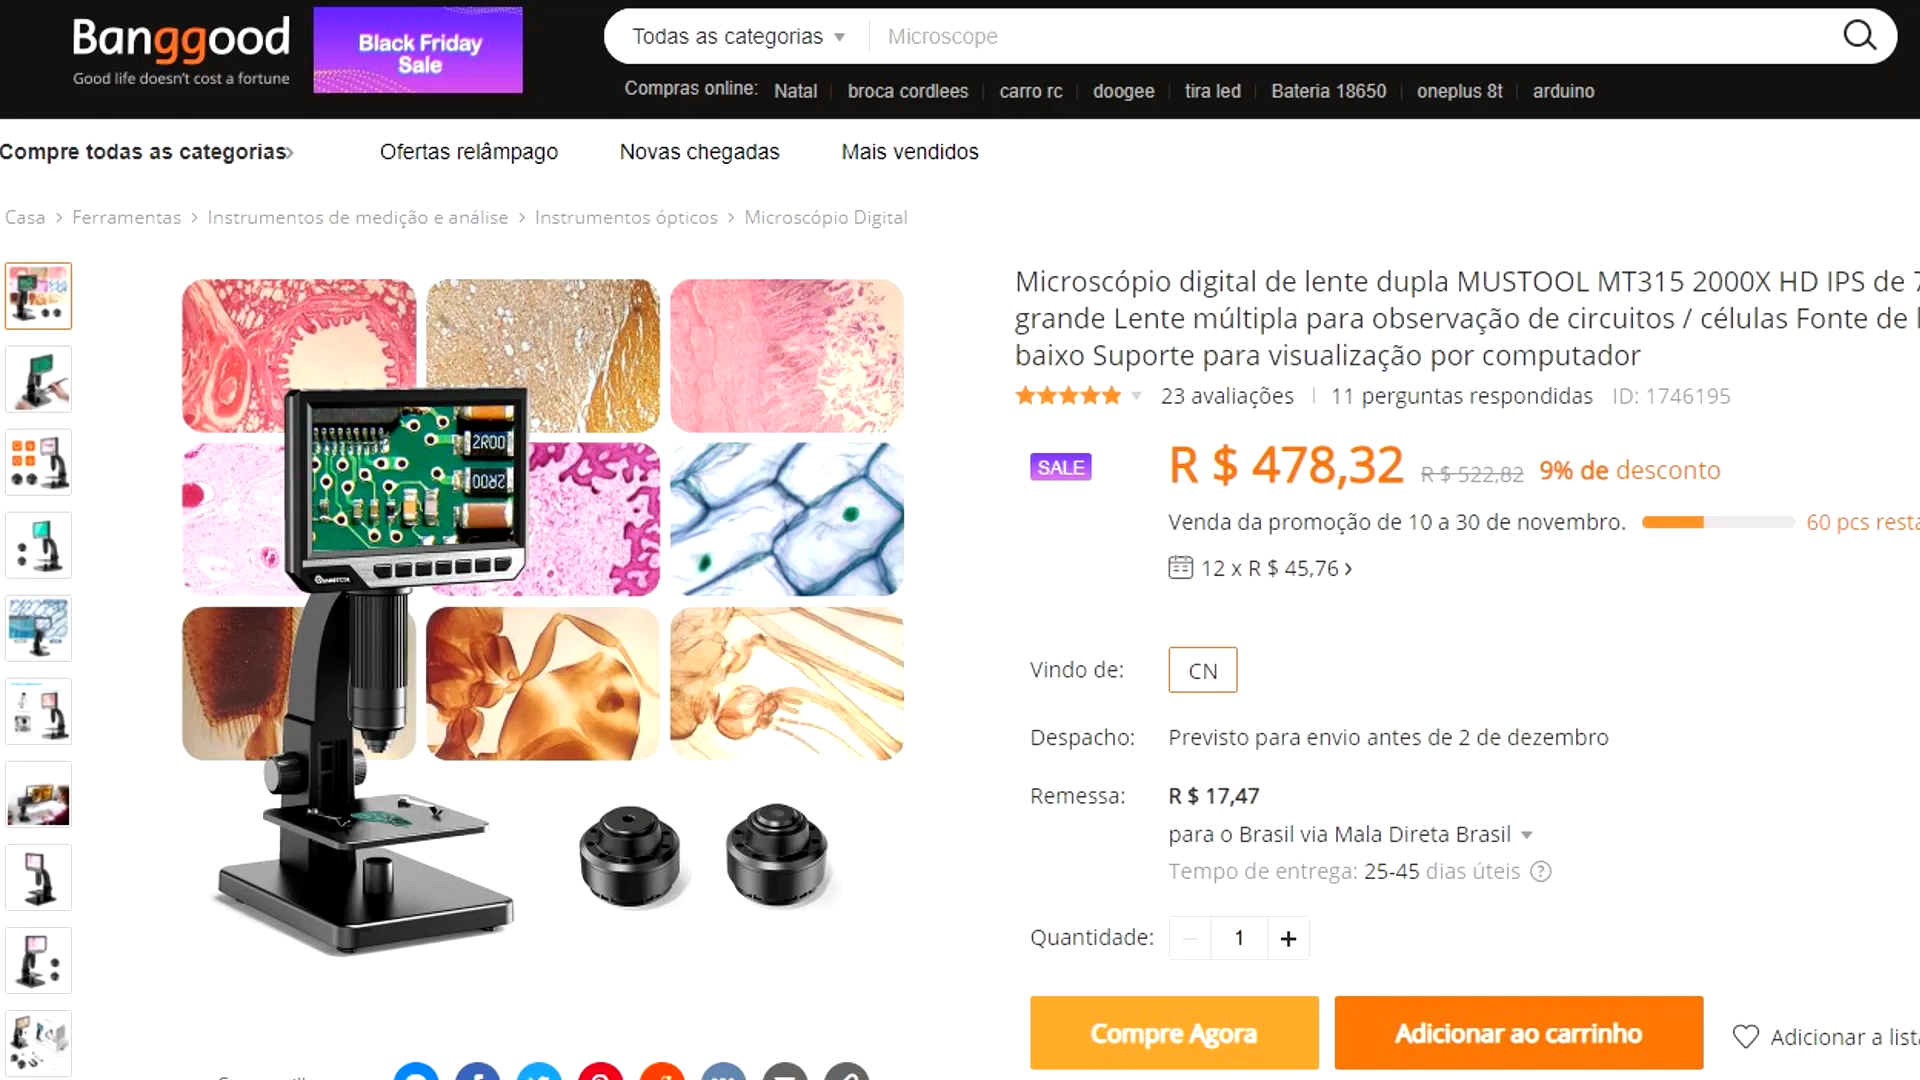 Banggood
Good life doesn't cost a fortune
Black Friday
Sale
Todas as categorias
Microscope
Compras online: Natal broca cordlees carro rc doogee tira led Bateria 18650 oneplus 8t arduino
Compre todas as categorias
Ofertas relâmpago
Novas chegadas
Mais vendidos
Casa > Ferramentas > Instrumentos de medição e análise > Instrumentos ópticos > Microscópio Digital
Microscópio digital de lente dupla MUSTOOL MT315 2000X HD IPS de
grande Lente múltipla para observação de circuitos / células Fonte de
baixo Suporte para visualização por computador
23 avaliações 11 perguntas respondidas ID: 1746195
SALE
R $ 478,32 R $ 522,82 9% de desconto
Venda da promoção de 10 a 30 de novembro. 60 pcs
12 x R $ 45,76 >
Vindo de: CN
Despacho: Previsto para envio antes de 2 de dezembro
Remessa: R $ 17,47
para o Brasil via Mala Direta Brasil
Tempo de entrega: 25-45 dias úteis ?
Quantidade: − 1 +
Compre Agora
Adicionar ao carrinho
Adicionar a
2R00
2R00